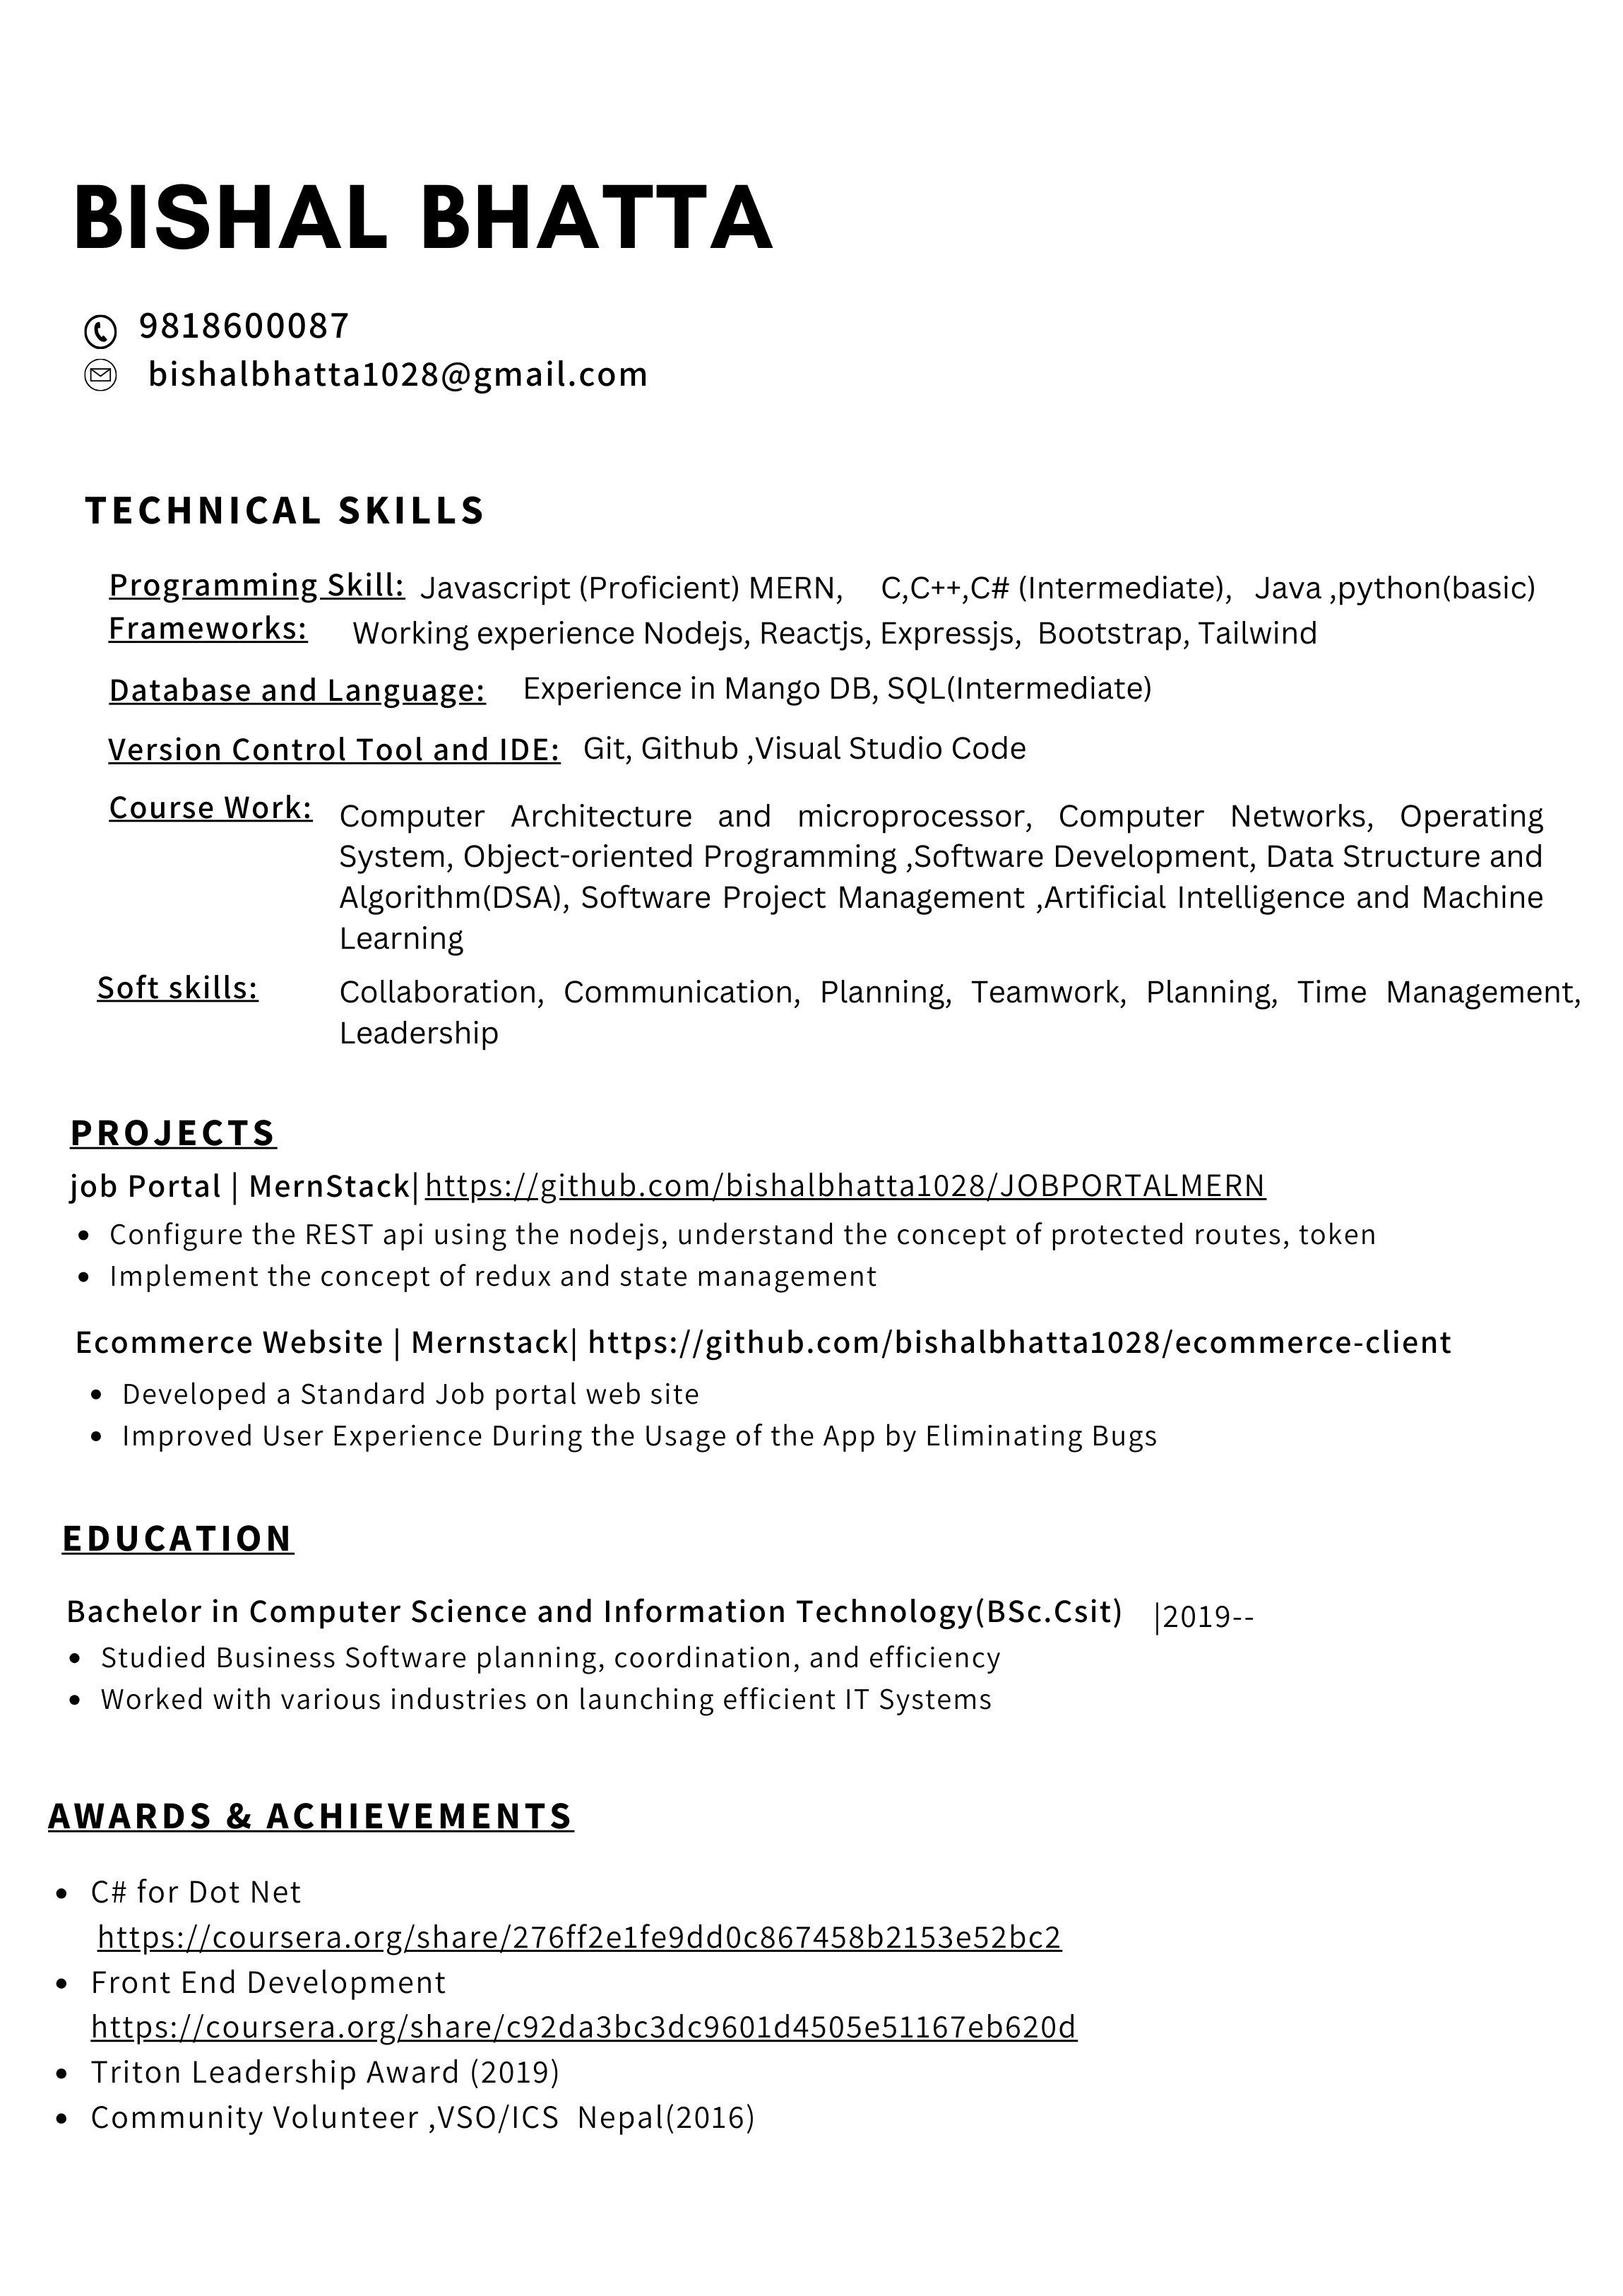 BISHAL BHATTA
9818600087
bishalbhatta1028@gmail.com
TECHNICAL SKILLS
Programming Skill: Javascript (Proficient) MERN, C,C++,C# (Intermediate), Java ,python(basic)
Frameworks: Working experience Nodejs, Reactjs, Expressjs, Bootstrap, Tailwind
Database and Language: Experience in Mango DB, SQL(Intermediate)
Version Control Tool and IDE: Git, Github ,Visual Studio Code
Course Work: Computer Architecture and microprocessor, Computer Networks, Operating
System, Object-oriented Programming ,Software Development, Data Structure and
Algorithm(DSA), Software Project Management ,Artificial Intelligence and Machine
Learning
Soft skills: Collaboration, Communication, Planning, Teamwork, Planning, Time Management,
Leadership
PROJECTS
job Portal | MernStack| https://github.com/bishalbhatta1028/JOBPORTALMERN
• Configure the REST api using the nodejs, understand the concept of protected routes, token
• Implement the concept of redux and state management
Ecommerce Website | Mernstack| https://github.com/bishalbhatta1028/ecommerce-client
• Developed a Standard Job portal web site
• Improved User Experience During the Usage of the App by Eliminating Bugs
EDUCATION
Bachelor in Computer Science and Information Technology(BSc.Csit) |2019--
• Studied Business Software planning, coordination, and efficiency
• Worked with various industries on launching efficient IT Systems
AWARDS & ACHIEVEMENTS
• C# for Dot Net
https://coursera.org/share/276ff2e1fe9dd0c867458b2153e52bc2
• Front End Development
https://coursera.org/share/c92da3bc3dc9601d4505e51167eb620d
• Triton Leadership Award (2019)
• Community Volunteer ,VSO/ICS Nepal(2016)